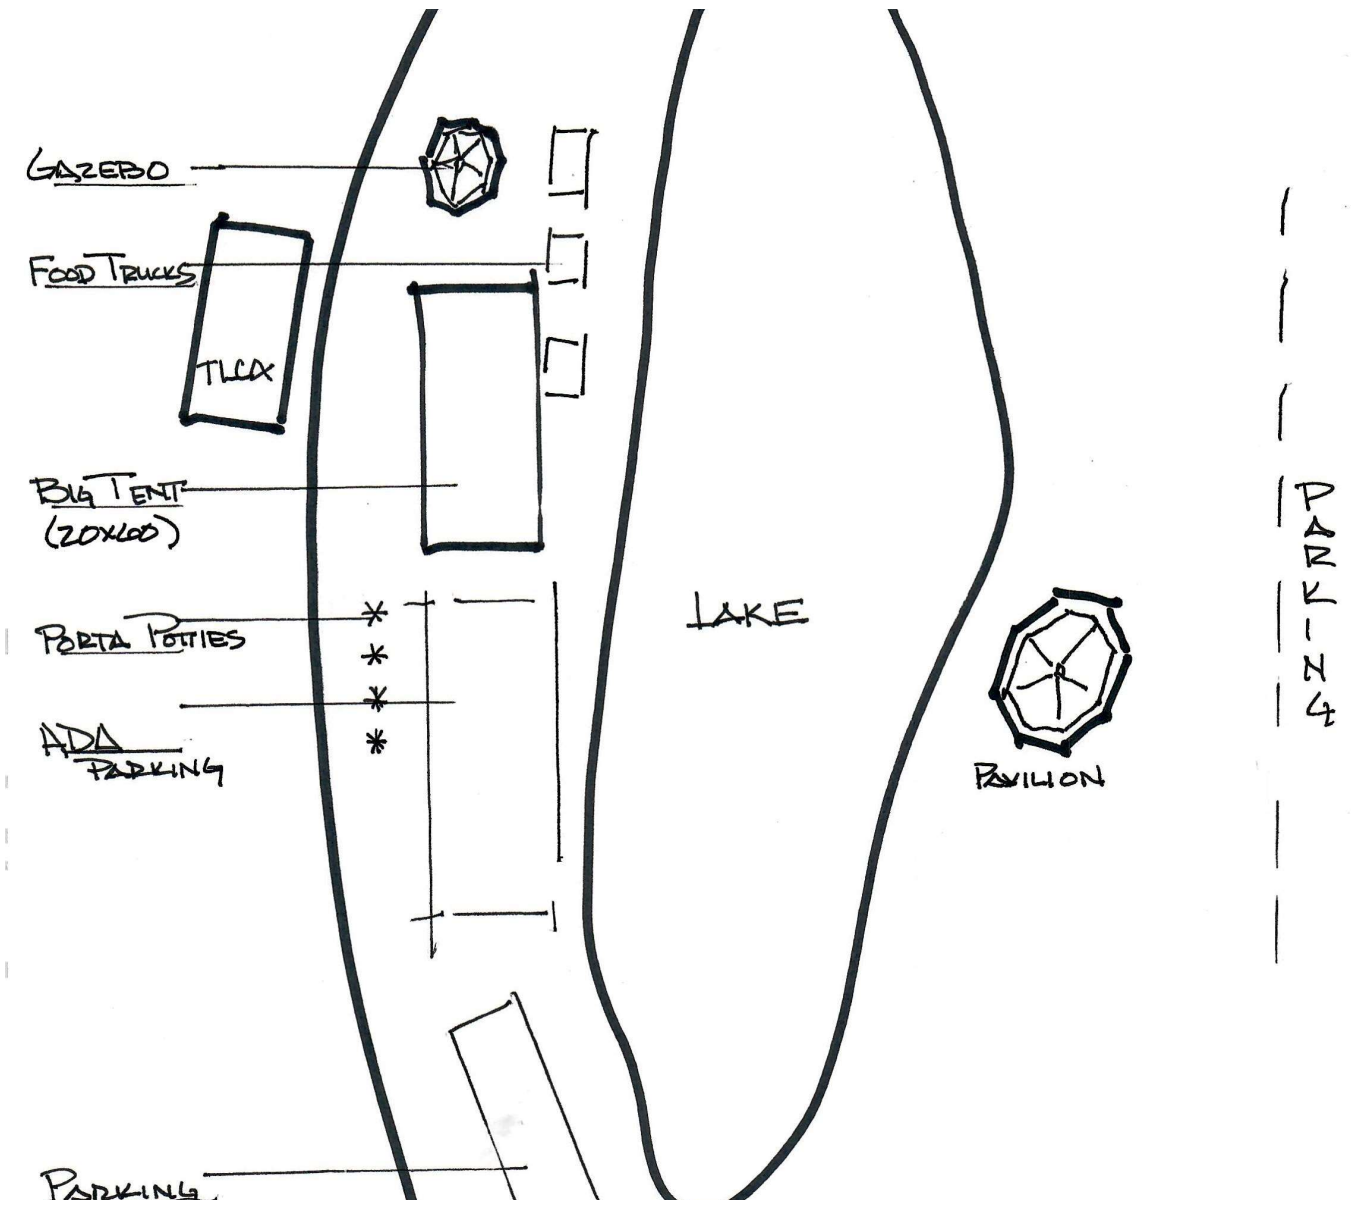 GAZEBO
FOOD TRUCKS
TLCA
BIG TENT
(20X60)
PORTA POTTIES
ADA
PARKING
PARKING
LAKE
PAVILION
PARKING